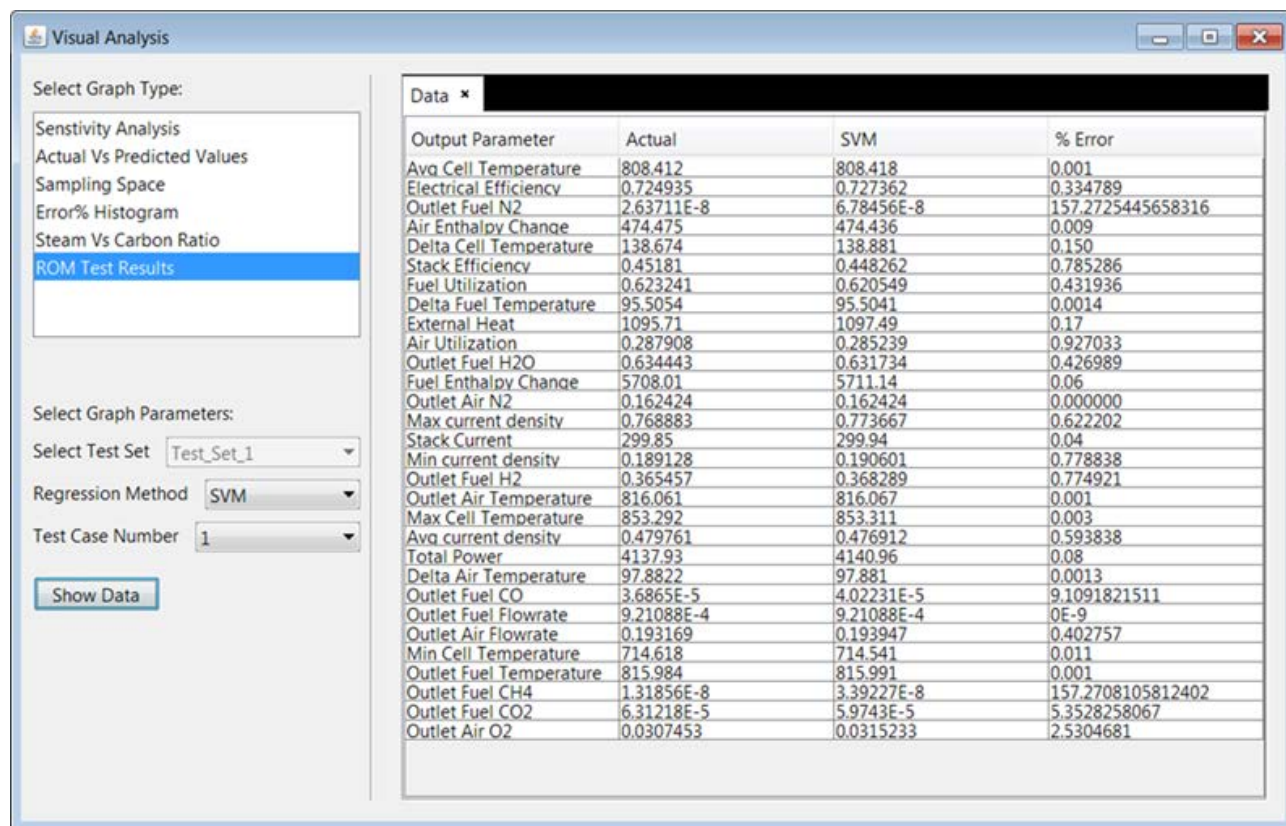 Visual Analysis
Select Graph Type:
Senstivity Analysis
Actual Vs Predicted Values
Sampling Space
Error% Histogram
Steam Vs Carbon Ratio
ROM Test Results
Select Graph Parameters:
Select Test Set Test_Set_1
Regression Method SVM
Test Case Number 1
Show Data
Data ×
Output Parameter Actual SVM % Error
Avg Cell Temperature 808.412 808.418 0.001
Electrical Efficiency 0.724935 0.727362 0.334789
Outlet Fuel N2 2.63711E-8 6.78456E-8 157.2725445658316
Air Enthalpy Change 474.475 474.436 0.009
Delta Cell Temperature 138.674 138.881 0.150
Stack Efficiency 0.45181 0.448262 0.785286
Fuel Utilization 0.623241 0.620549 0.431936
Delta Fuel Temperature 95.5054 95.5041 0.0014
External Heat 1095.71 1097.49 0.17
Air Utilization 0.287908 0.285239 0.927033
Outlet Fuel H2O 0.634443 0.631734 0.426989
Fuel Enthalpy Change 5708.01 5711.14 0.06
Outlet Air N2 0.162424 0.162424 0.000000
Max current density 0.768883 0.773667 0.622202
Stack Current 299.85 299.94 0.04
Min current density 0.189128 0.190601 0.778838
Outlet Fuel H2 0.365457 0.368289 0.774921
Outlet Air Temperature 816.061 816.067 0.001
Max Cell Temperature 853.292 853.311 0.003
Avg current density 0.479761 0.476912 0.593838
Total Power 4137.93 4140.96 0.08
Delta Air Temperature 97.8822 97.881 0.0013
Outlet Fuel CO 3.6865E-5 4.02231E-5 9.1091821511
Outlet Fuel Flowrate 9.21088E-4 9.21088E-4 0E-9
Outlet Air Flowrate 0.193169 0.193947 0.402757
Min Cell Temperature 714.618 714.541 0.011
Outlet Fuel Temperature 815.984 815.991 0.001
Outlet Fuel CH4 1.31856E-8 3.39227E-8 157.2708105812402
Outlet Fuel CO2 6.31218E-5 5.9743E-5 5.3528258067
Outlet Air O2 0.0307453 0.0315233 2.5304681